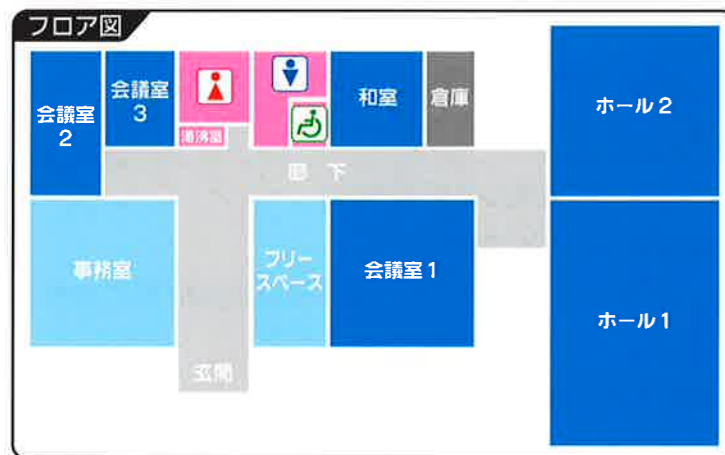 フロア図
会議室
2
会議室
3
湯沸室
和室
倉庫
ホール2
廊 下
事務室
フリー
スペース
会議室1
ホール1
玄関